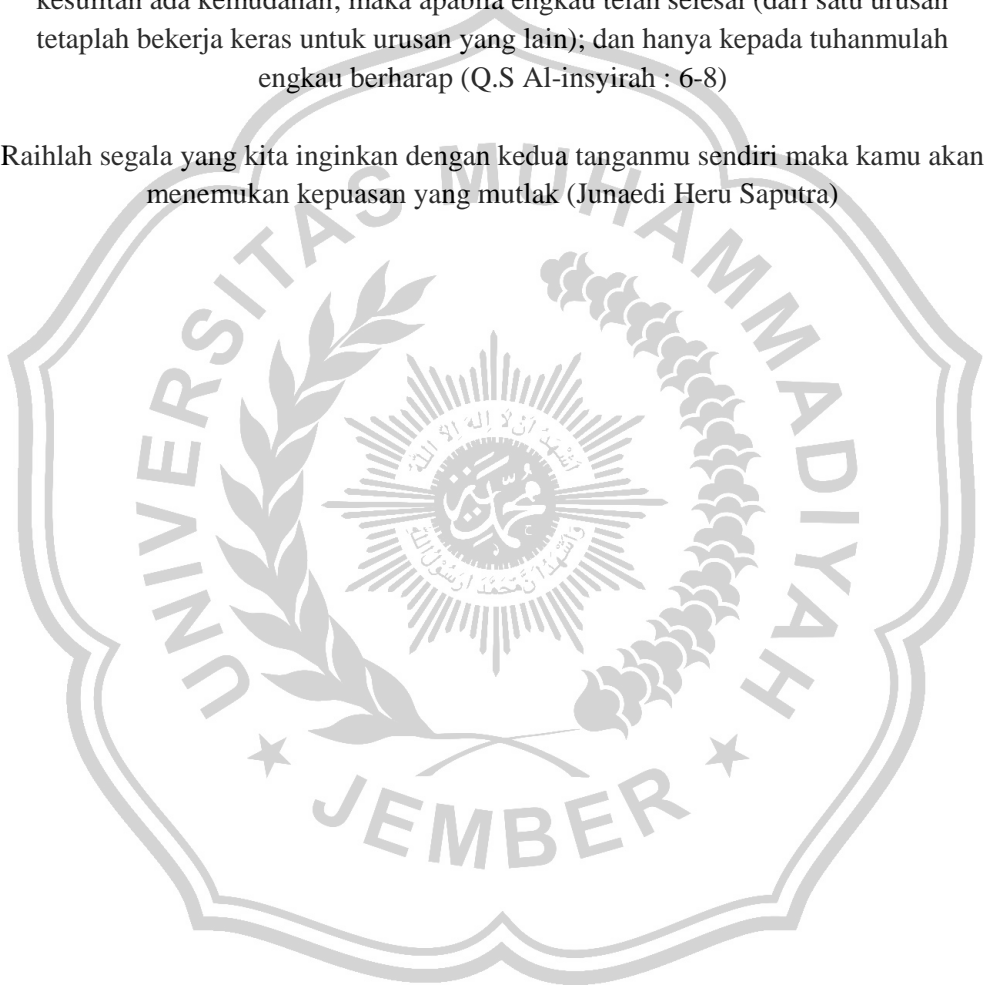 kesulitan ada kemudahan, maka apabila engkau telah selesai (dari satu urusan
tetaplah bekerja keras untuk urusan yang lain); dan hanya kepada tuhanmulah
engkau berharap (Q.S Al-insyirah : 6-8)
Raihlah segala yang kita inginkan dengan kedua tanganmu sendiri maka kamu akan
menemukan kepuasan yang mutlak (Junaedi Heru Saputra)
UNIVERSITAS MUHAMMADIYAH
JEMBER